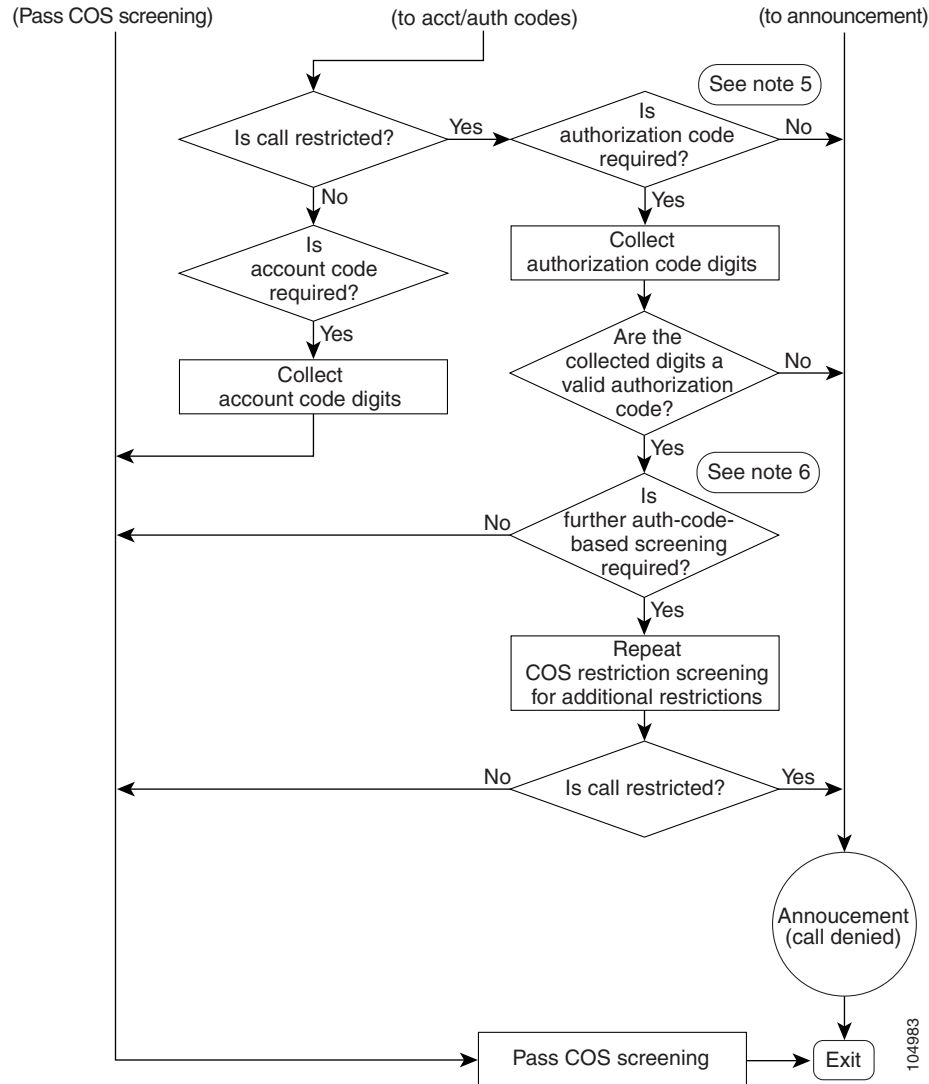 (Pass COS screening)
(to acct/auth codes)
(to announcement)
See note 5
Is call restricted?
Yes
Is
authorization code
required?
No
No
Yes
Is
account code
required?
Collect
authorization code digits
Yes
Collect
account code digits
Are the
collected digits a
valid authorization
code?
No
Yes
See note 6
No
Is
further auth-code-
based screening
required?
Yes
Repeat
COS restriction screening
for additional restrictions
No
Is call restricted?
Yes
Annoucement
(call denied)
Pass COS screening
Exit
104983